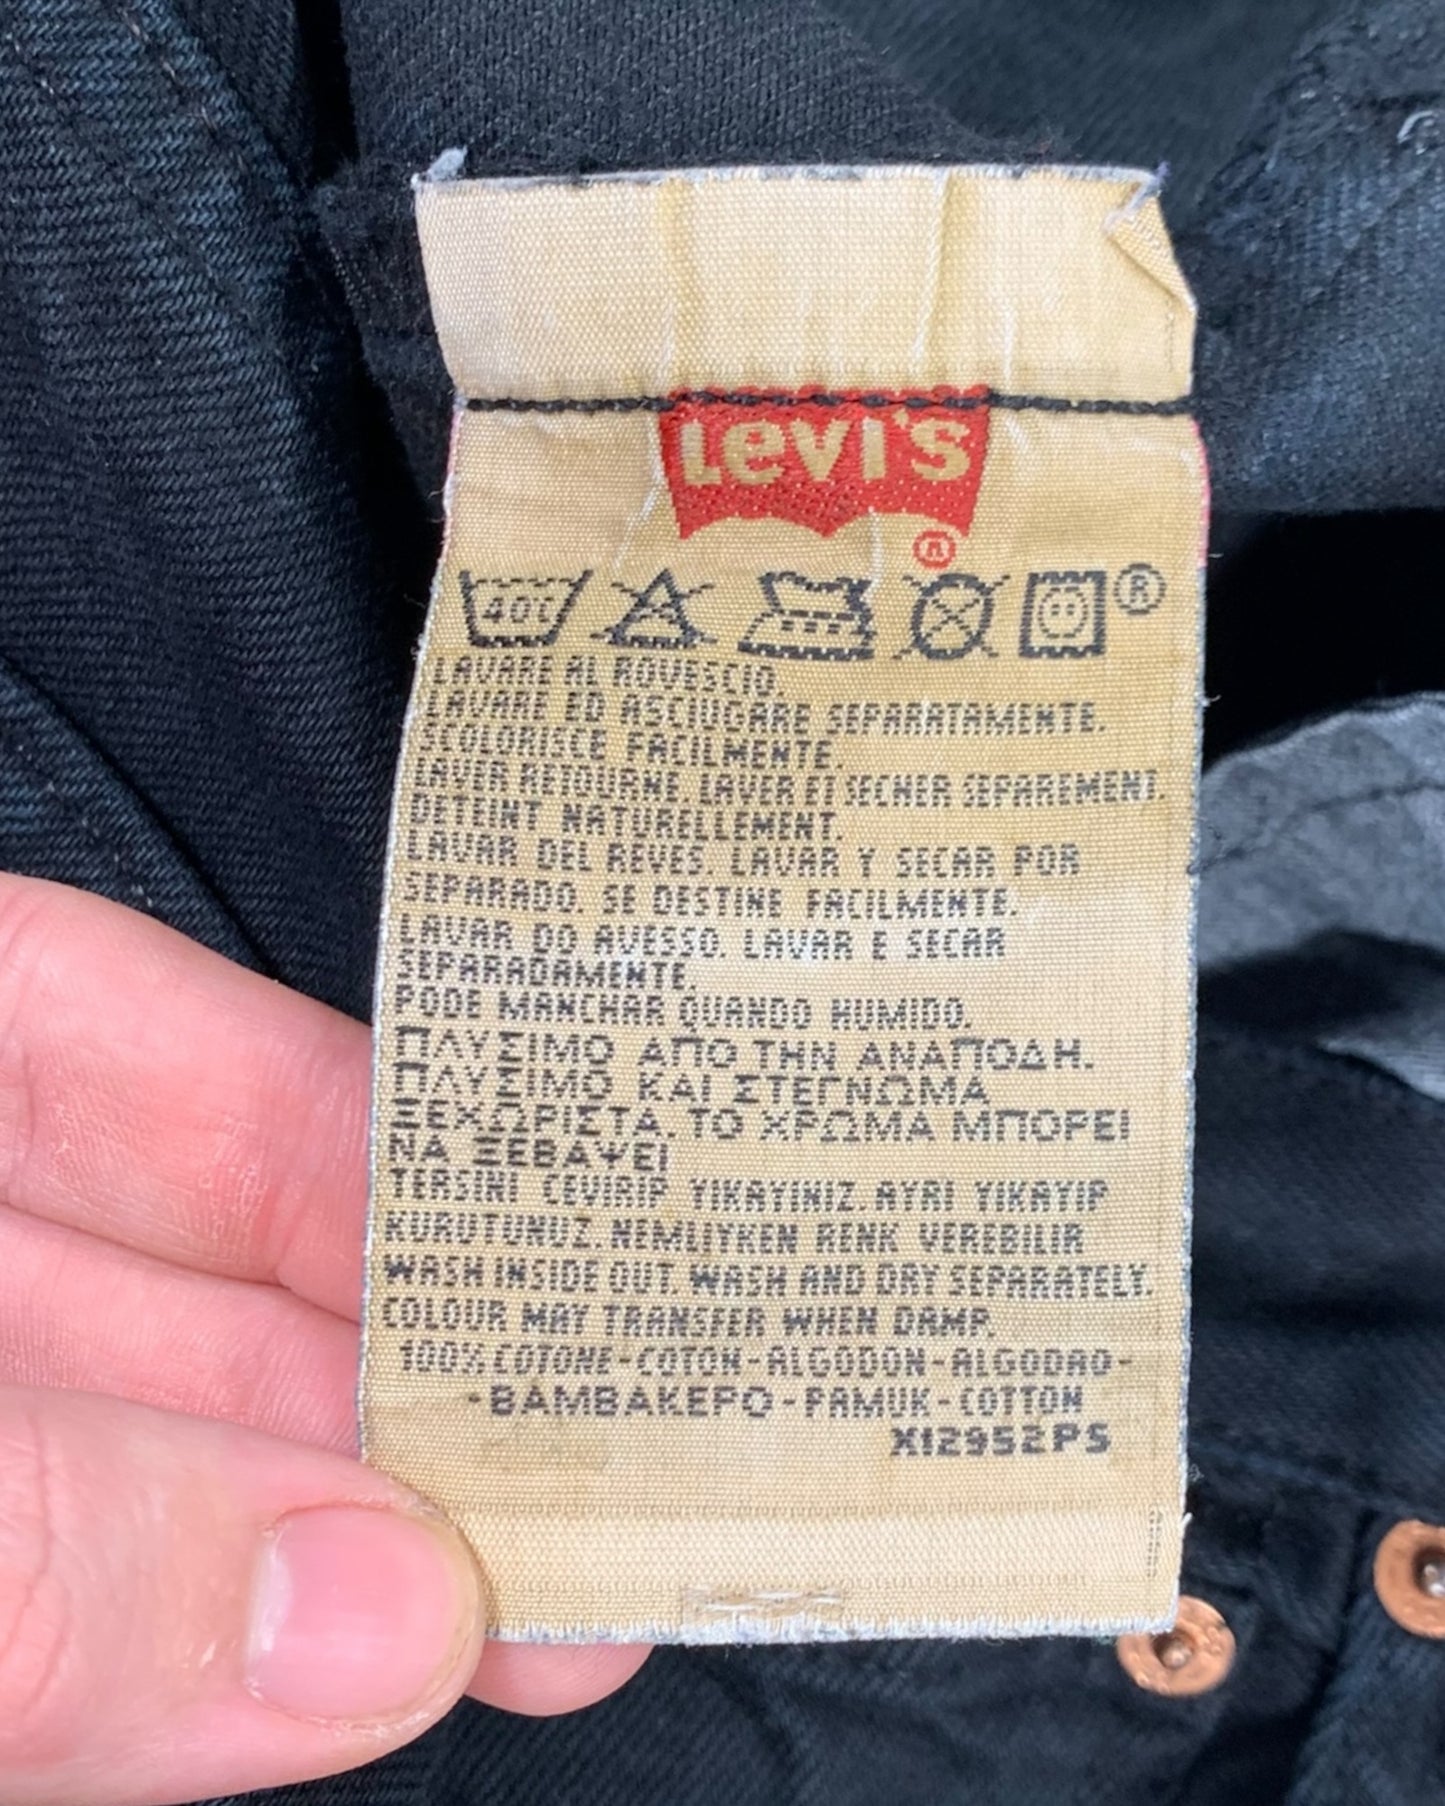 Levi's
®
40C
®
LAVARE AL ROVESCIO.
LAVARE ED ASCIUGARE SEPARATAMENTE.
SCOLORISCE FACILMENTE.
LAVER RETOURNE. LAVER ET SECHER SEPAREMENT.
DETEINT NATURELLEMENT.
LAVAR DEL REVES. LAVAR Y SECAR POR
SEPARADO. SE DESTINE FACILMENTE.
LAVAR DO AVESSO. LAVAR E SECAR
SEPARADAMENTE.
PODE MANCHAR QUANDO HUMIDO.
ΠΛΥΣΙΜΟ ΑΠΟ ΤΗΝ ΑΝΑΠΟΔΗ.
ΠΛΥΣΙΜΟ ΚΑΙ ΣΤΕΓΝΩΜΑ
ΞΕΧΩΡΙΣΤΑ. ΤΟ ΧΡΩΜΑ ΜΠΟΡΕΙ
ΝΑ ΞΕΒΑΨΕΙ
TERSINI CEVIRIP YIKAYINIZ. AYRI YIKAYIP
KURUTUNUZ. NEMLIYKEN RENK VEREBILIR
WASH INSIDE OUT. WASH AND DRY SEPARATELY.
COLOUR MAY TRANSFER WHEN DAMP.
100% COTONE - COTON - ALGODON - ALGODAO -
- ΒΑΜΒΑΚΕΡΟ - PAMUK - COTTON
X12952PS